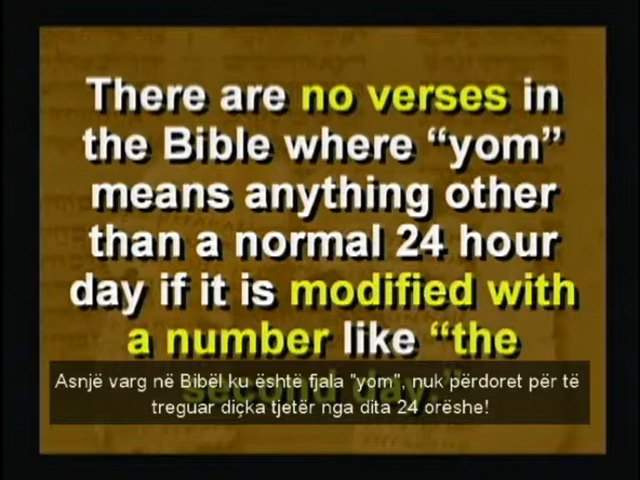 There are no verses in
the Bible where “yom”
means anything other
than a normal 24 hour
day if it is modified with
a number like “the
second day.”
Asnjë varg në Bibël ku është fjala "yom", nuk përdoret për të
treguar diçka tjetër nga dita 24 orëshe!